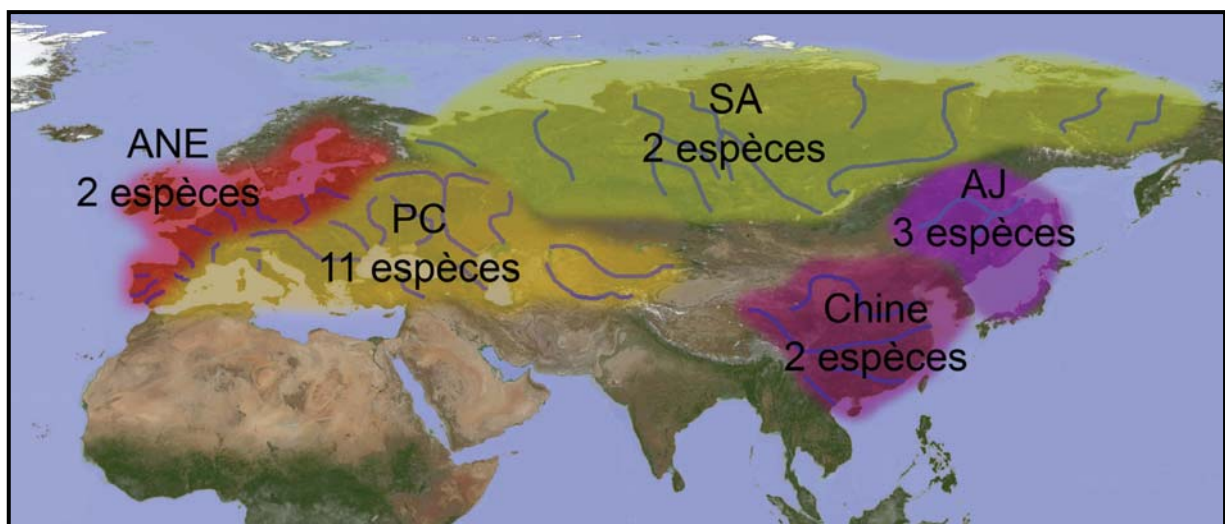 SA
2 espèces
ANE
2 espèces
AJ
3 espèces
PC
11 espèces
Chine
2 espèces